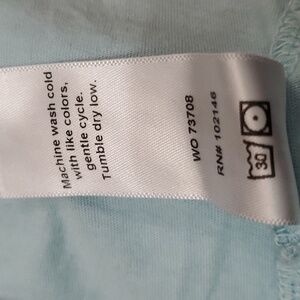 Machine wash cold
with like colors,
gentle cycle.
Tumble dry low.
WO 73708
RN# 102146
30